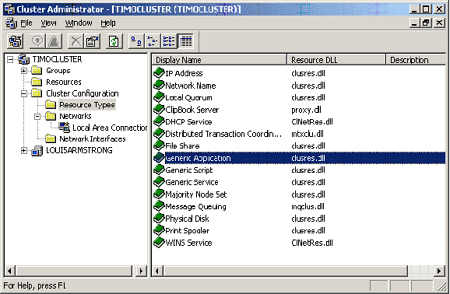 Cluster Administrator - [TIMOCLUSTER (TIMOCLUSTER)]
File View Window Help
TIMOCLUSTER
Groups
Resources
Cluster Configuration
Resource Types
Networks
Local Area Connection
Network Interfaces
LOUISARMSTRONG
Display Name Resource DLL Description
IP Address clusres.dll
Network Name clusres.dll
Local Quorum clusres.dll
ClipBook Server proxy.dll
DHCP Service ClNetRes.dll
Distributed Transaction Coordin... mtxclu.dll
File Share clusres.dll
Generic Application clusres.dll
Generic Script clusres.dll
Generic Service clusres.dll
Majority Node Set clusres.dll
Message Queuing mqclus.dll
Physical Disk clusres.dll
Print Spooler clusres.dll
WINS Service ClNetRes.dll
For Help, press F1